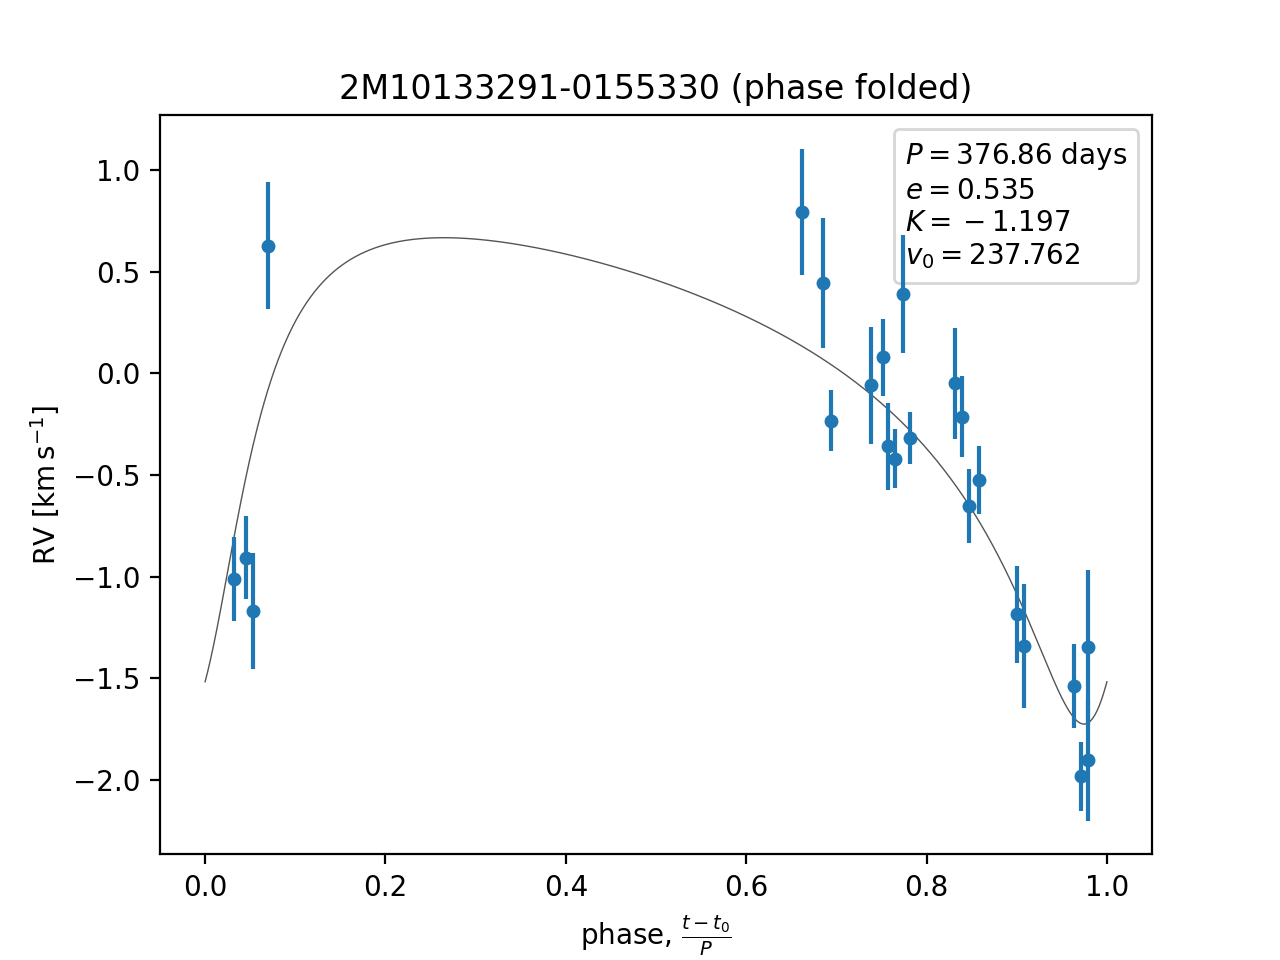 2M10133291-0155330 (phase folded)
P = 376.86 days
e = 0.535
K = −1.197
v₀ = 237.762
RV [km s⁻¹]
1.0
0.5
0.0
−0.5
−1.0
−1.5
−2.0
0.0 0.2 0.4 0.6 0.8 1.0
phase, (t − t₀)/P